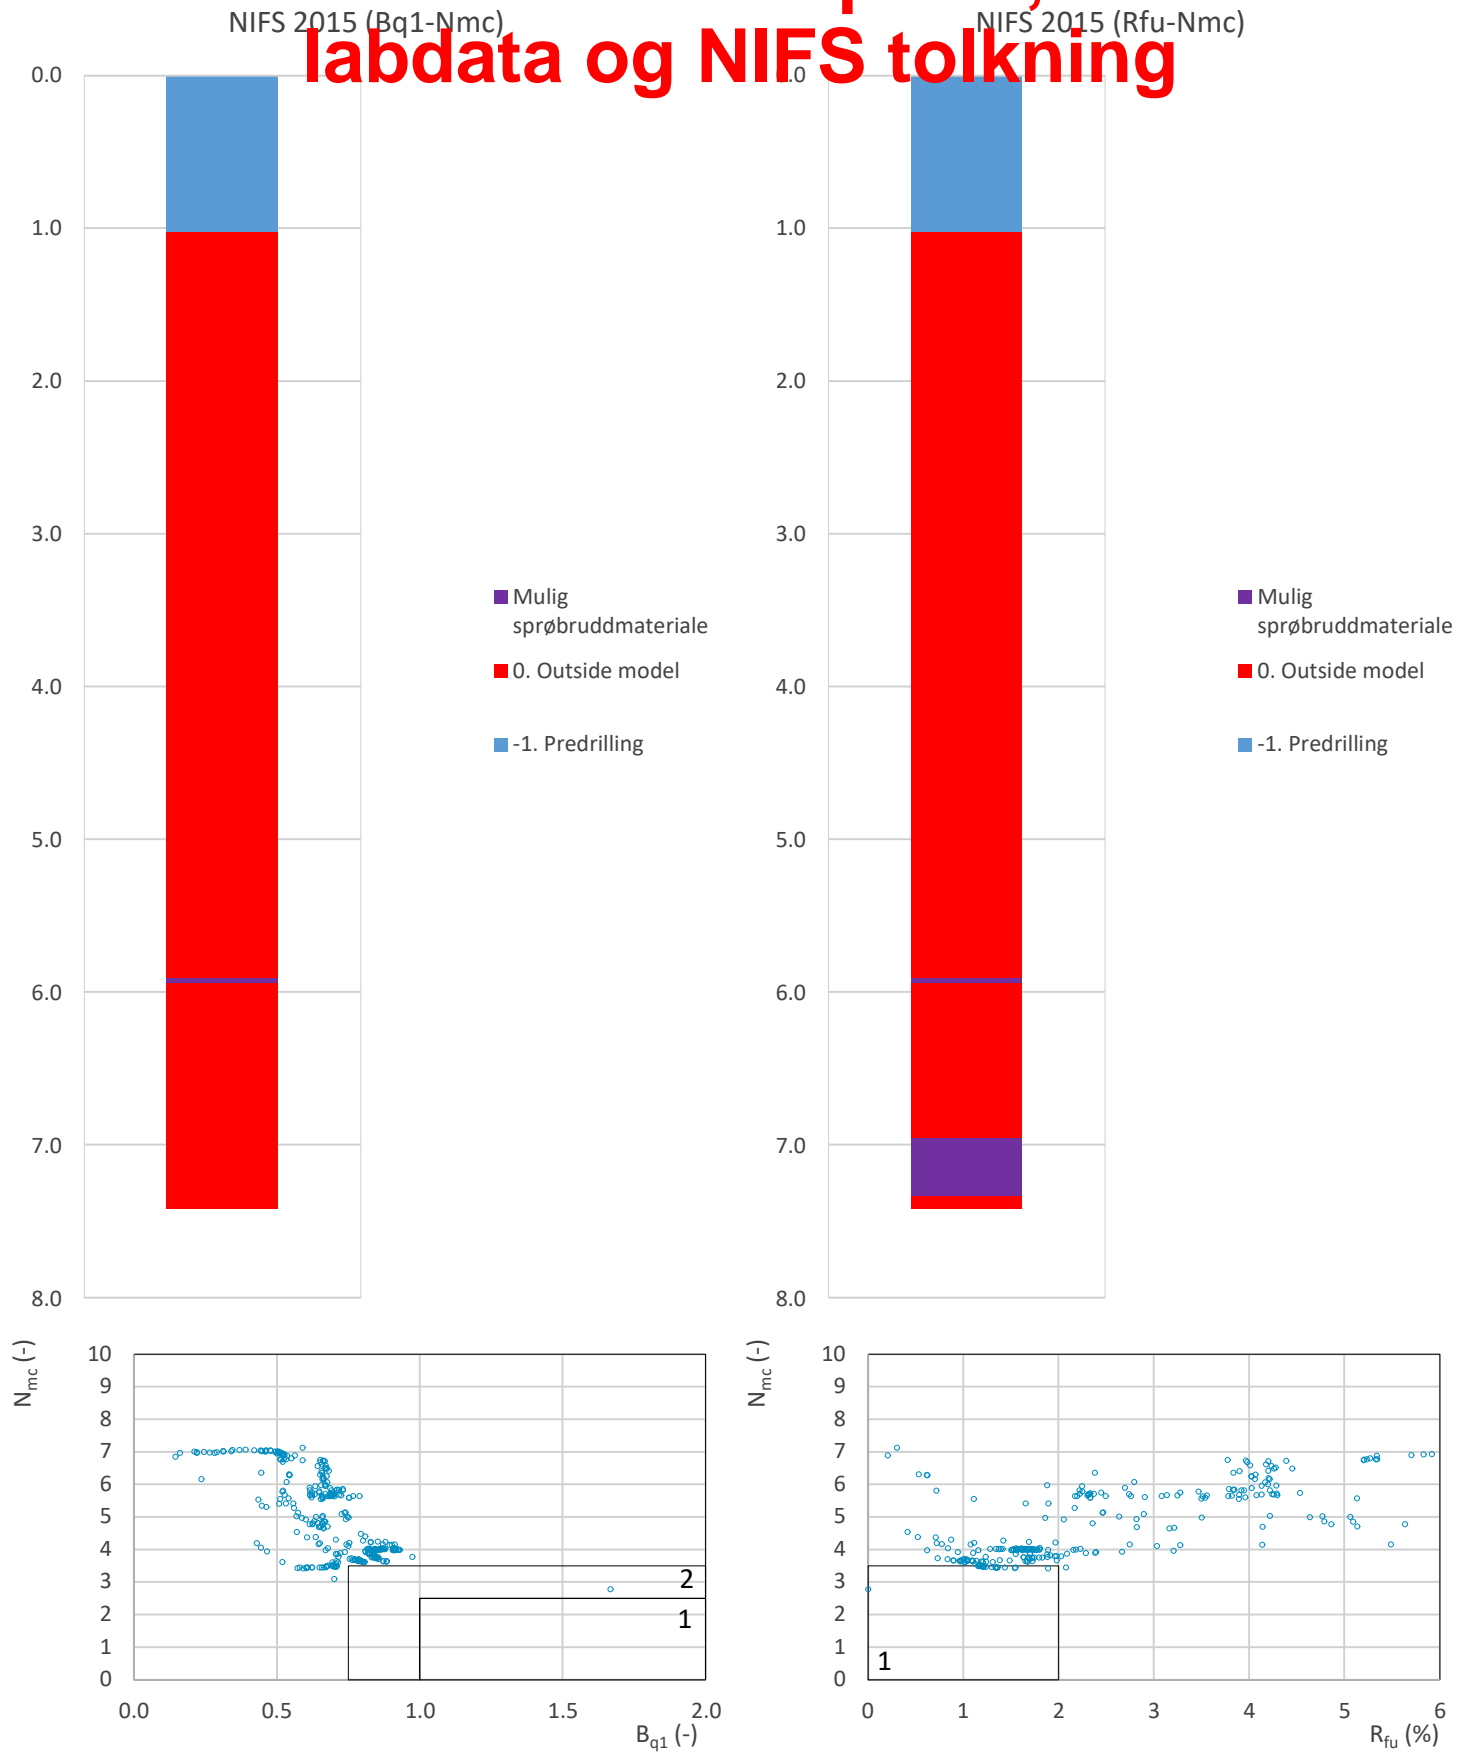 NIFS 2015 (Bq1-Nmc)
NIFS 2015 (Rfu-Nmc)
labdata og NIFS tolkning
0.0
1.0
2.0
3.0
4.0
5.0
6.0
7.0
8.0
Mulig
sprøbruddmateriale
0. Outside model
-1. Predrilling
1.0
2.0
3.0
4.0
5.0
6.0
7.0
8.0
Mulig
sprøbruddmateriale
0. Outside model
-1. Predrilling
Nmc (-)
10
9
8
7
6
5
4
3
2
1
0
2
1
0.0 0.5 1.0 1.5 2.0
Bq1 (-)
Nmc (-)
10
9
8
7
6
5
4
3
2
1
0
1
0 1 2 3 4 5 6
Rfu (%)